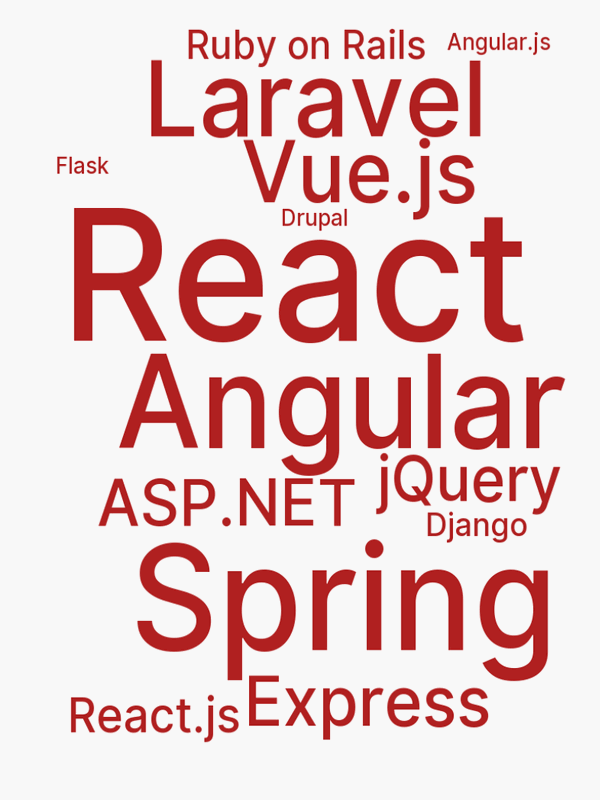 Ruby on Rails
Angular.js
Laravel
Vue.js
Flask
Drupal
React
Angular
jQuery
ASP.NET
Django
Spring
Express
React.js